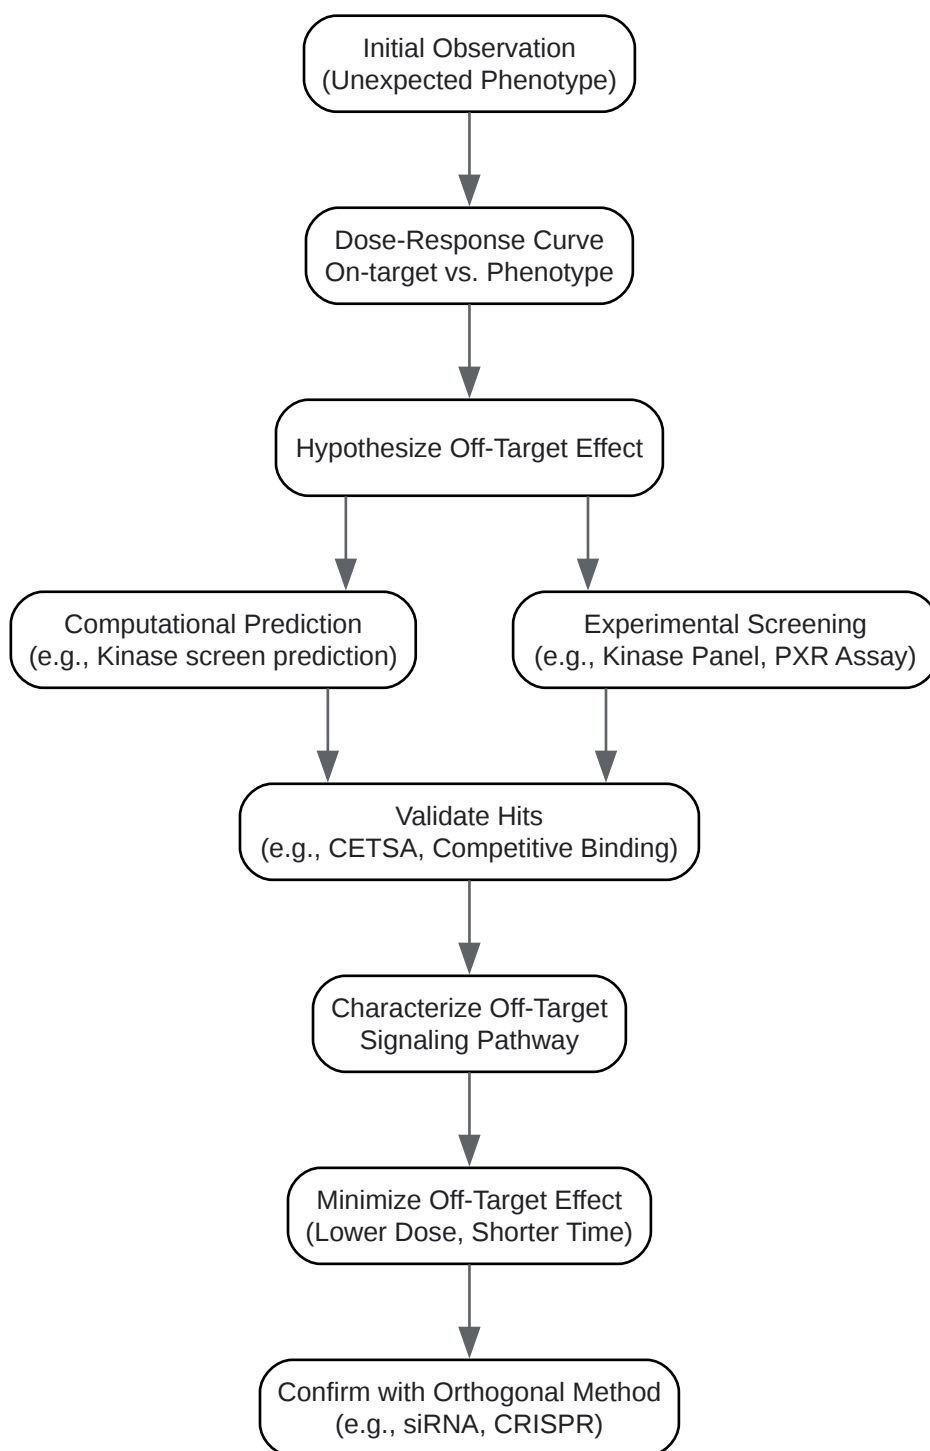 Initial Observation
(Unexpected Phenotype)
Dose-Response Curve
On-target vs. Phenotype
Hypothesize Off-Target Effect
Computational Prediction
(e.g., Kinase screen prediction)
Experimental Screening
(e.g., Kinase Panel, PXR Assay)
Validate Hits
(e.g., CETSA, Competitive Binding)
Characterize Off-Target
Signaling Pathway
Minimize Off-Target Effect
(Lower Dose, Shorter Time)
Confirm with Orthogonal Method
(e.g., siRNA, CRISPR)